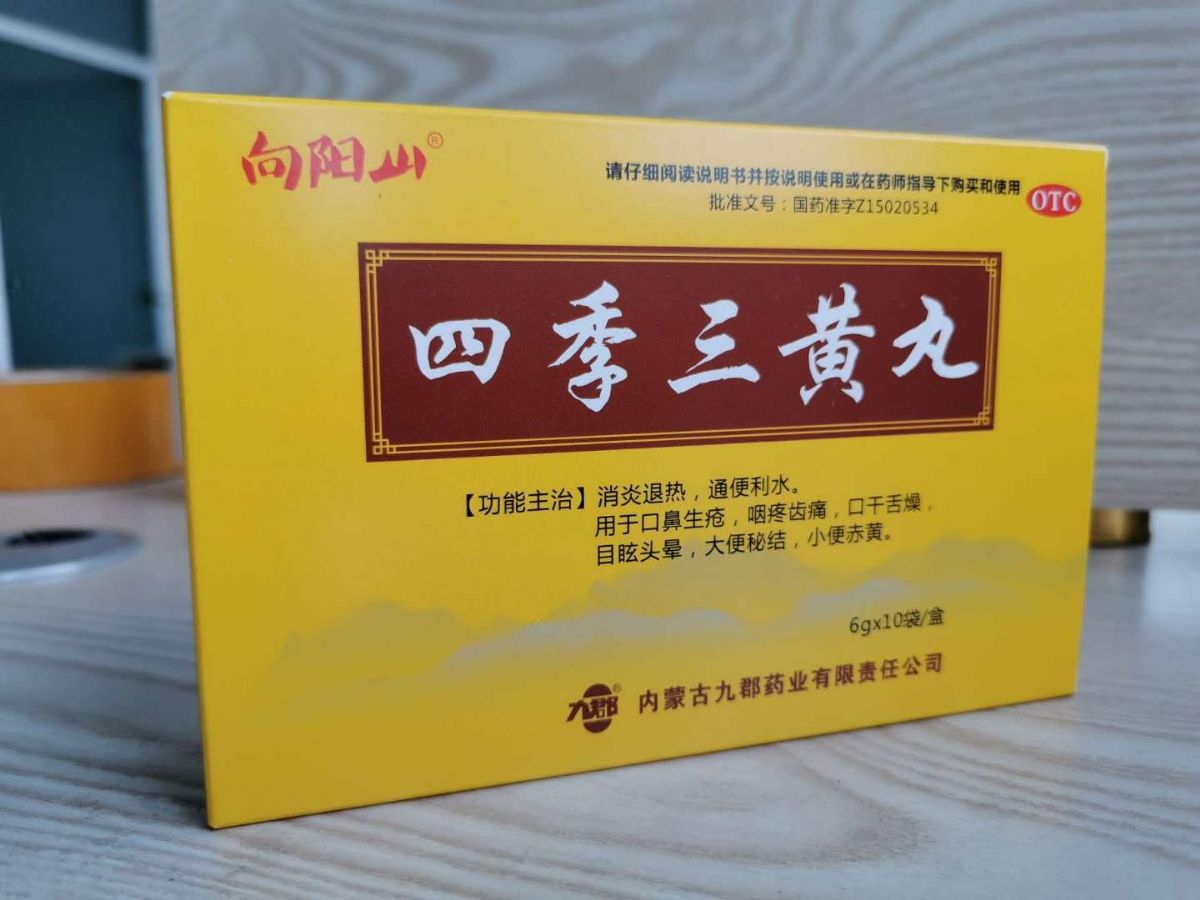 向阳山®
请仔细阅读说明书并按说明使用或在药师指导下购买和使用
批准文号：国药准字Z15020534
OTC
四季三黄丸
【功能主治】消炎退热，通便利水。
用于口鼻生疮，咽疼齿痛，口干舌燥，
目眩头晕，大便秘结，小便赤黄。
6gx10袋/盒
九郡® 内蒙古九郡药业有限责任公司